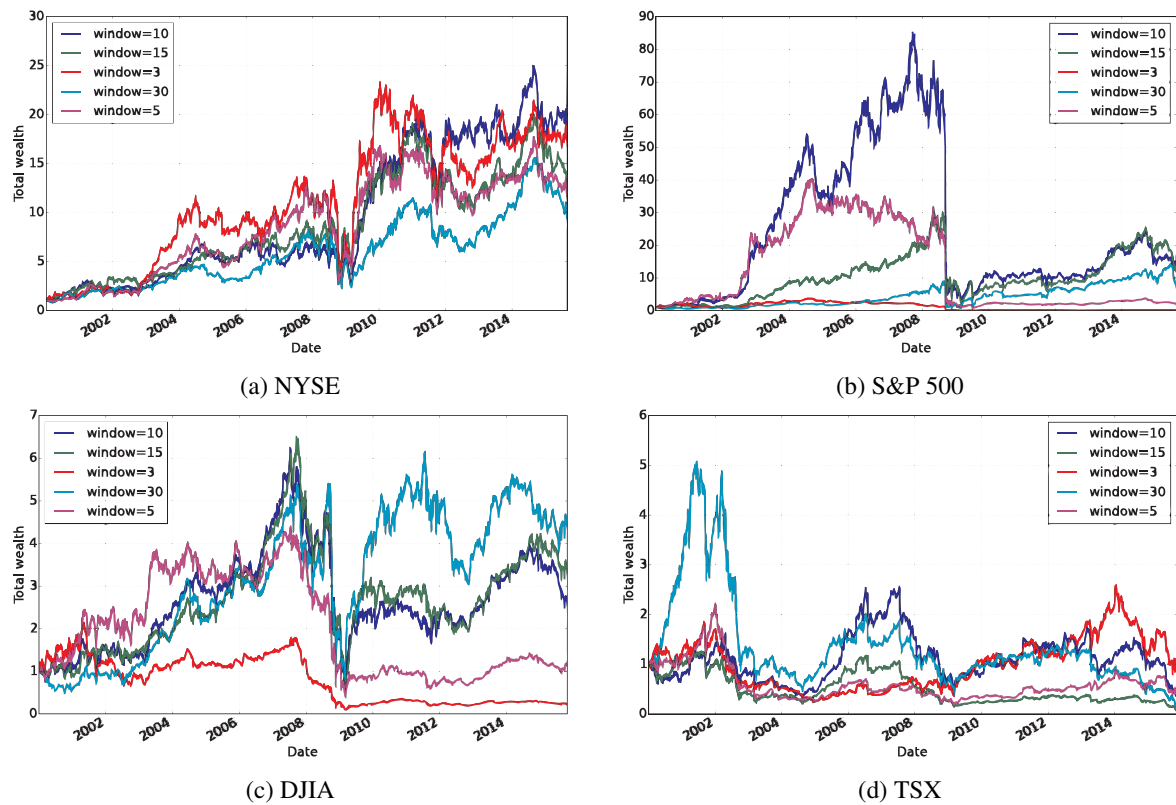 30
25
20
15
10
5
0
Total wealth
window=10
window=15
window=3
window=30
window=5
2002
2004
2006
2008
2010
2012
2014
Date
(a) NYSE
90
80
70
60
50
40
30
20
10
0
Total wealth
window=10
window=15
window=3
window=30
window=5
2002
2004
2006
2008
2010
2012
2014
Date
(b) S&P 500
7
6
5
4
3
2
1
0
Total wealth
window=10
window=15
window=3
window=30
window=5
2002
2004
2006
2008
2010
2012
2014
Date
(c) DJIA
6
5
4
3
2
1
0
Total wealth
window=10
window=15
window=3
window=30
window=5
2002
2004
2006
2008
2010
2012
2014
Date
(d) TSX